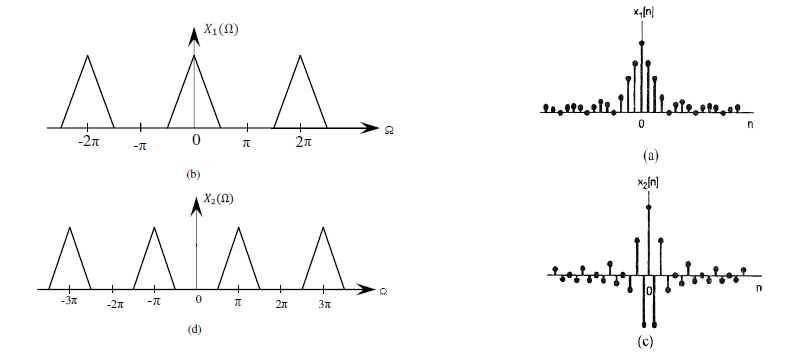 X₁(Ω)
-2π -π 0 π 2π Ω
(b)
x₁[n]
0 n
(a)
X₂(Ω)
-3π -2π -π 0 π 2π 3π Ω
(d)
x₂[n]
0 n
(c)